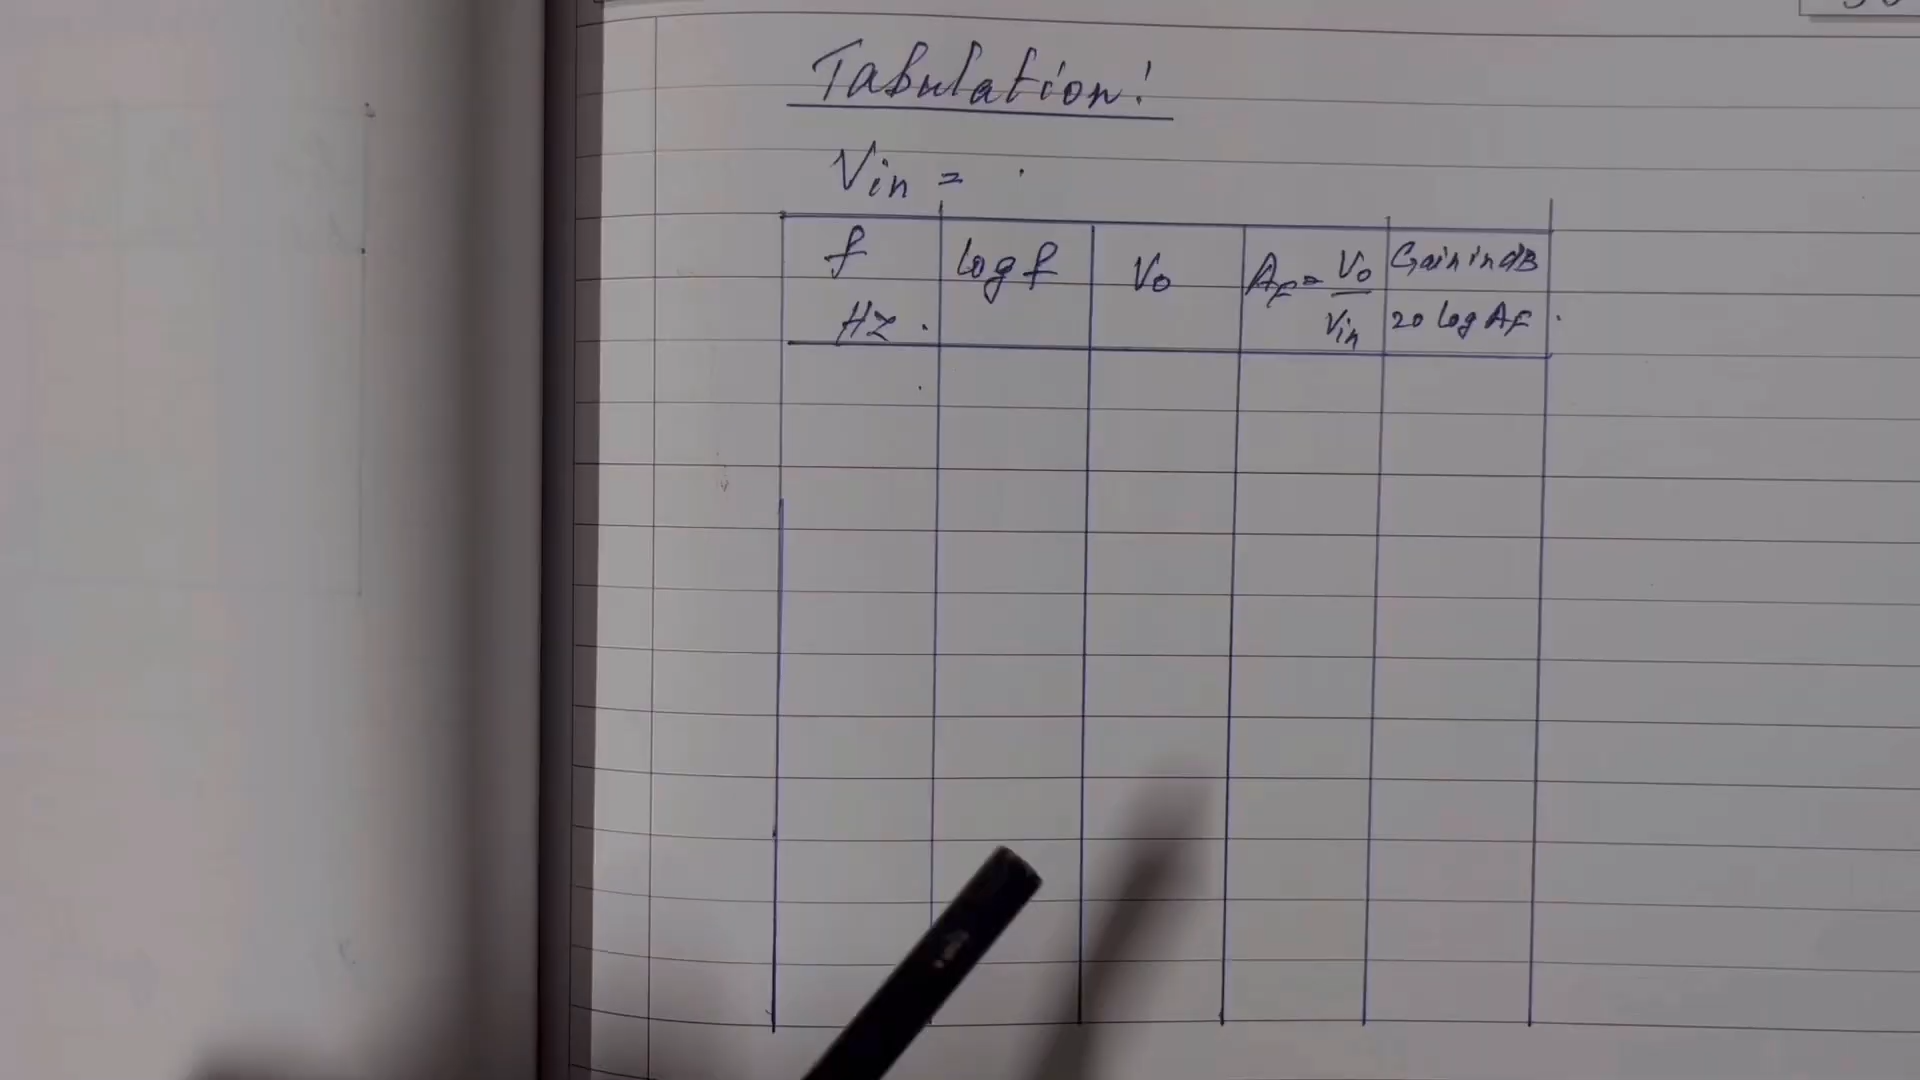 Tabulation:
Vin =
f Hz
log f
Vo
AF = Vo/Vin
Gain in dB
20 log AF